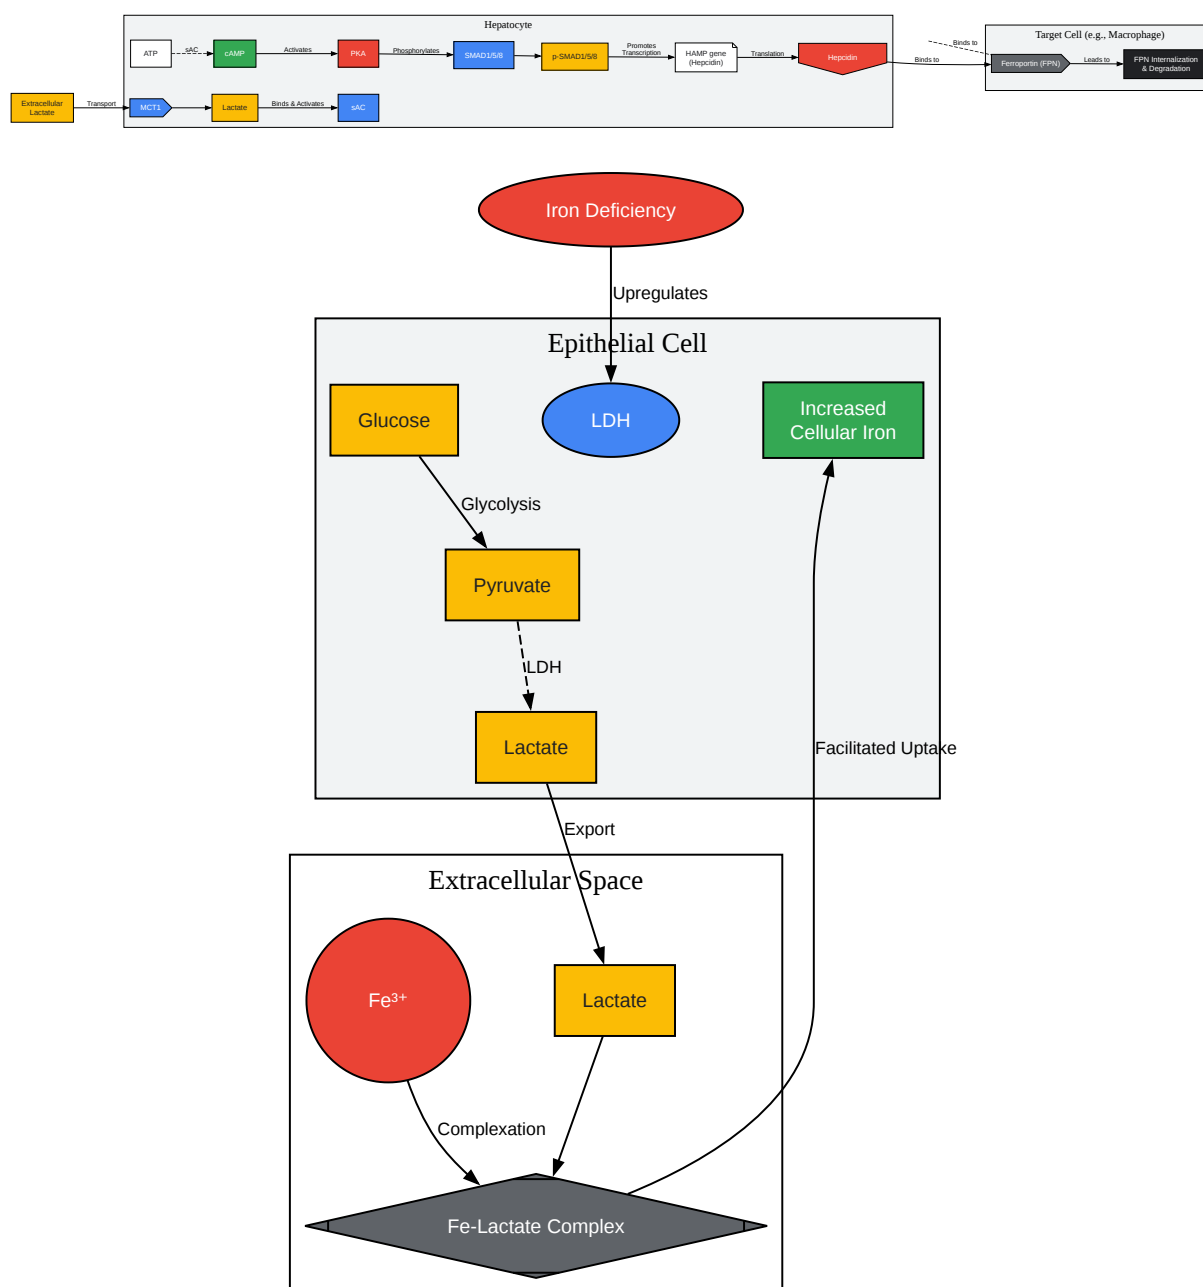 Hepatocyte
ATP
sAC
cAMP
Activates
PKA
Phosphorylates
SMAD1/5/8
p-SMAD1/5/8
Promotes
Transcription
HAMP gene
(Hepcidin)
Translation
Hepcidin
Binds to
Target Cell (e.g., Macrophage)
Binds to
Ferroportin (FPN)
Leads to
FPN Internalization
& Degradation
Extracellular
Lactate
Transport
MCT1
Lactate
Binds & Activates
sAC
Iron Deficiency
Upregulates
Epithelial Cell
Glucose
LDH
Increased
Cellular Iron
Glycolysis
Pyruvate
LDH
Lactate
Facilitated Uptake
Export
Extracellular Space
Fe³⁺
Lactate
Complexation
Fe-Lactate Complex